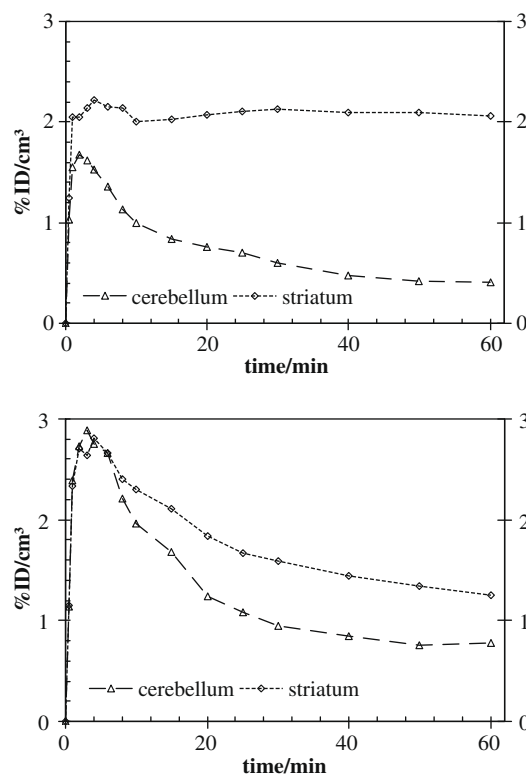 3 3
2 2
%ID/cm³
1 1
cerebellum striatum
0 0
0 20 40 60
time/min
3 3
2 2
%ID/cm³
1 1
cerebellum striatum
0 0
0 20 40 60
time/min